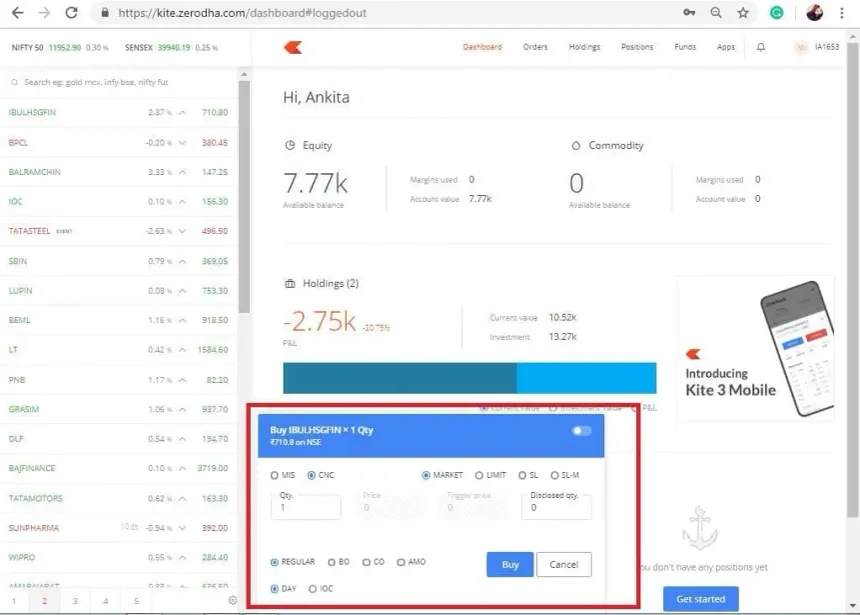 https://kite.zerodha.com/dashboard#loggedout
NIFTY 50 11952.90 0.30 % SENSEX 39940.19 0.25 %
Dashboard Orders Holdings Positions Funds Apps IA1653
Search eg: gold mcx, infy bse, nifty fut
IBULHSGFIN 2.87 % 710.80
BPCL -0.20 % 380.45
BALRAMCHIN 3.33 % 147.25
IOC 0.10 % 156.30
TATASTEEL EVENT -2.63 % 496.90
SBIN 0.79 % 369.05
LUPIN 0.08 % 753.30
BEML 1.16 % 918.50
LT 0.42 % 1584.60
PNB 1.17 % 82.20
GRASIM 1.06 % 937.70
DLF 0.54 % 194.70
BAJFINANCE 0.10 % 3719.00
TATAMOTORS 0.62 % 163.30
SUNPHARMA 10 -0.94 % 392.00
WIPRO 0.55 % 284.40
1 2 3 4 5
Hi, Ankita
Equity
7.77k
Available balance
Margins used 0
Account value 7.77k
Commodity
0
Available balance
Margins used 0
Account value 0
Holdings (2)
-2.75k -20.75%
P&L
Current value 10.52k
Investment 13.27k
Current value Investment value P&L
Introducing
Kite 3 Mobile
Buy IBULHSGFIN × 1 Qty
₹710.8 on NSE
MIS CNC MARKET LIMIT SL SL-M
Qty. Price Trigger price Disclosed qty.
1 0 0 0
REGULAR BO CO AMO
Buy Cancel
DAY IOC
ou don't have any positions yet
Get started